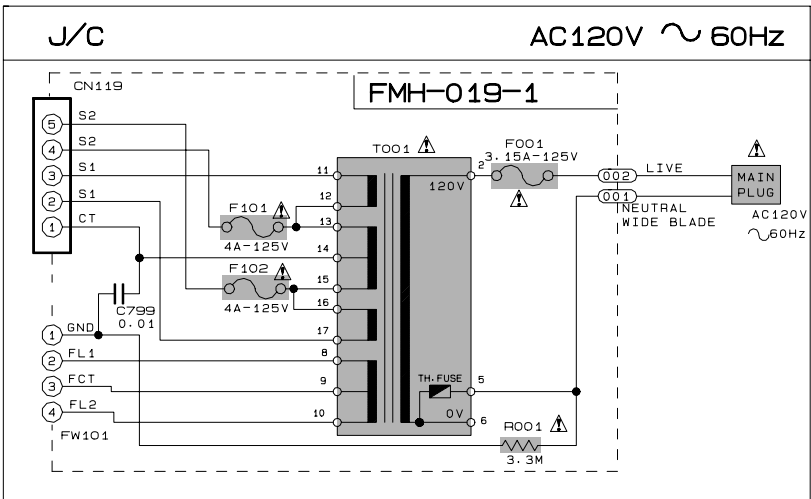 J/C
AC120V 60Hz
CN119
FMH-019-1
5 S2
4 S2
3 S1
2 S1
1 CT
T001
F001
3.15A-125V
11
2
120V
002 LIVE
001
NEUTRAL
WIDE BLADE
MAIN
PLUG
AC120V
60Hz
12
F101
4A-125V
13
14
F102
4A-125V
15
16
17
C799
0.01
1 GND
2 FL1
3 FCT
4 FL2
FW101
8
9
10
TH.FUSE
5
0V
6
R001
3.3M